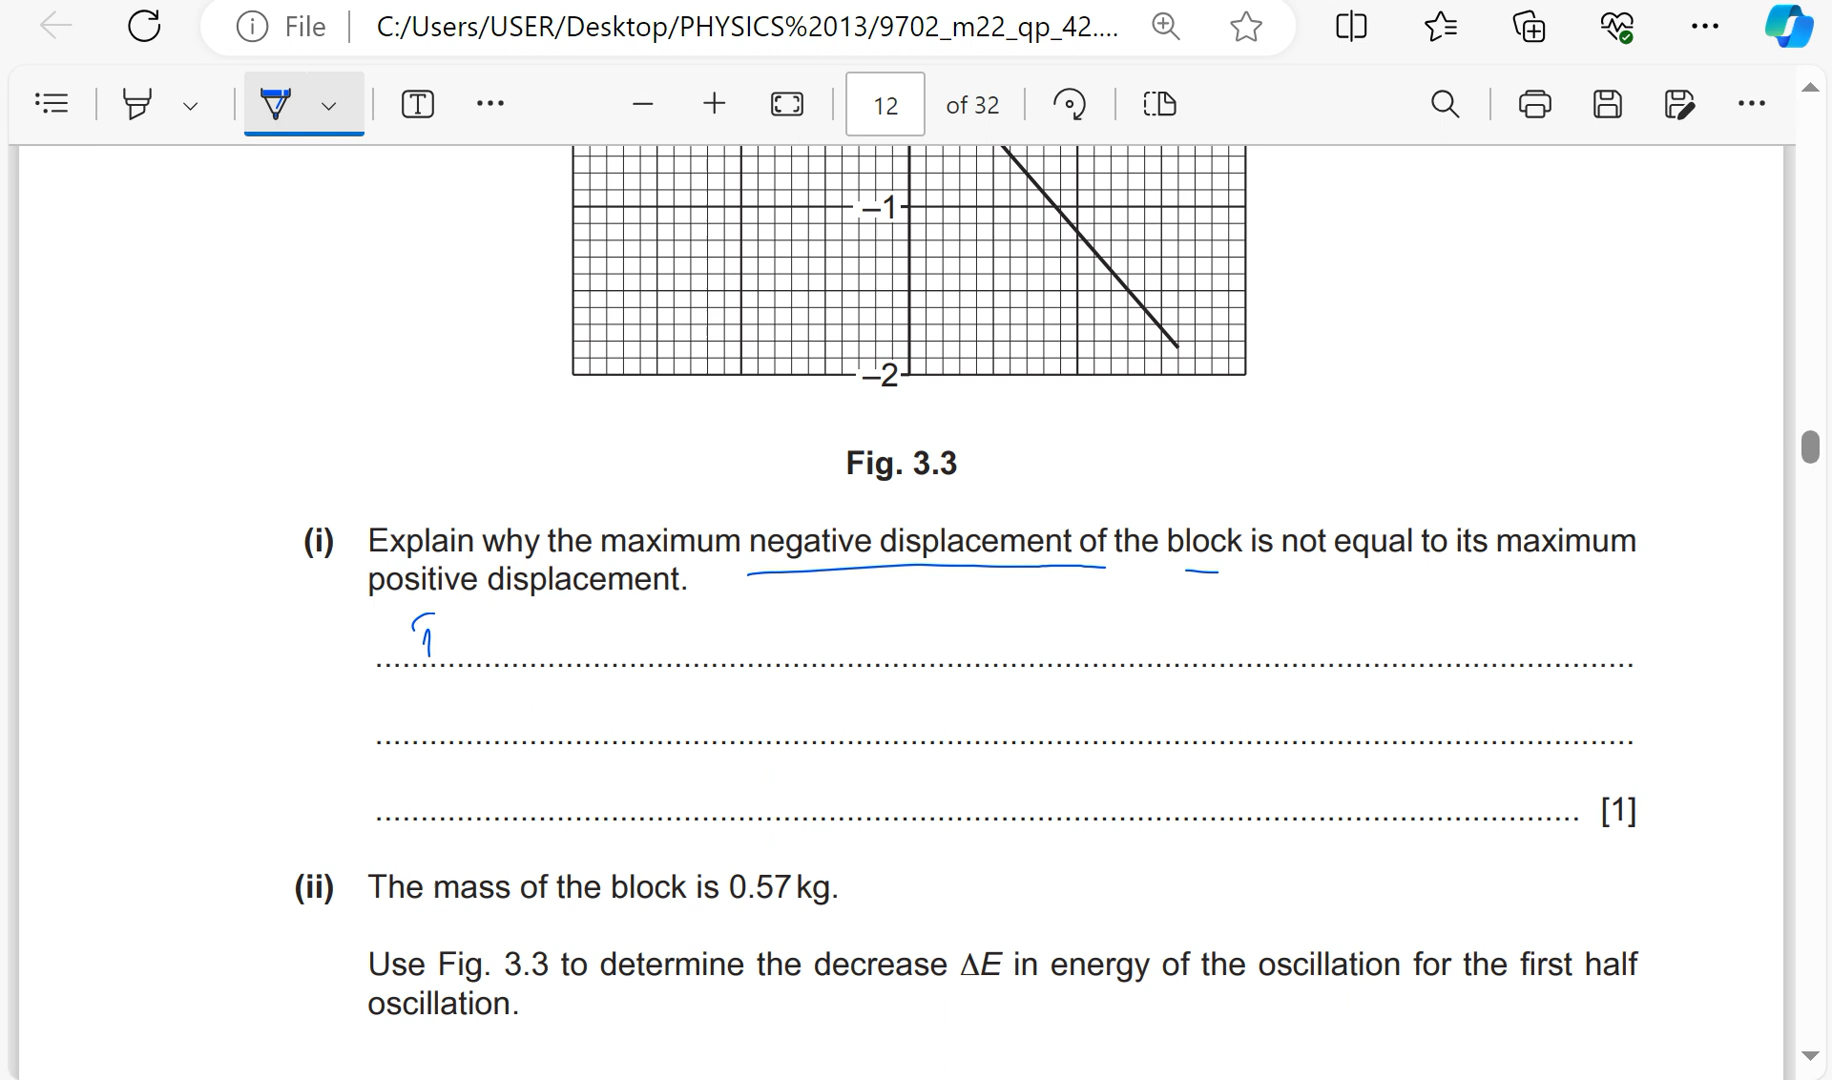 File
C:/Users/USER/Desktop/PHYSICS%2013/9702_m22_qp_42....
12 of 32
–1
–2
Fig. 3.3
(i) Explain why the maximum negative displacement of the block is not equal to its maximum
positive displacement.
[1]
(ii) The mass of the block is 0.57 kg.
Use Fig. 3.3 to determine the decrease ΔE in energy of the oscillation for the first half
oscillation.